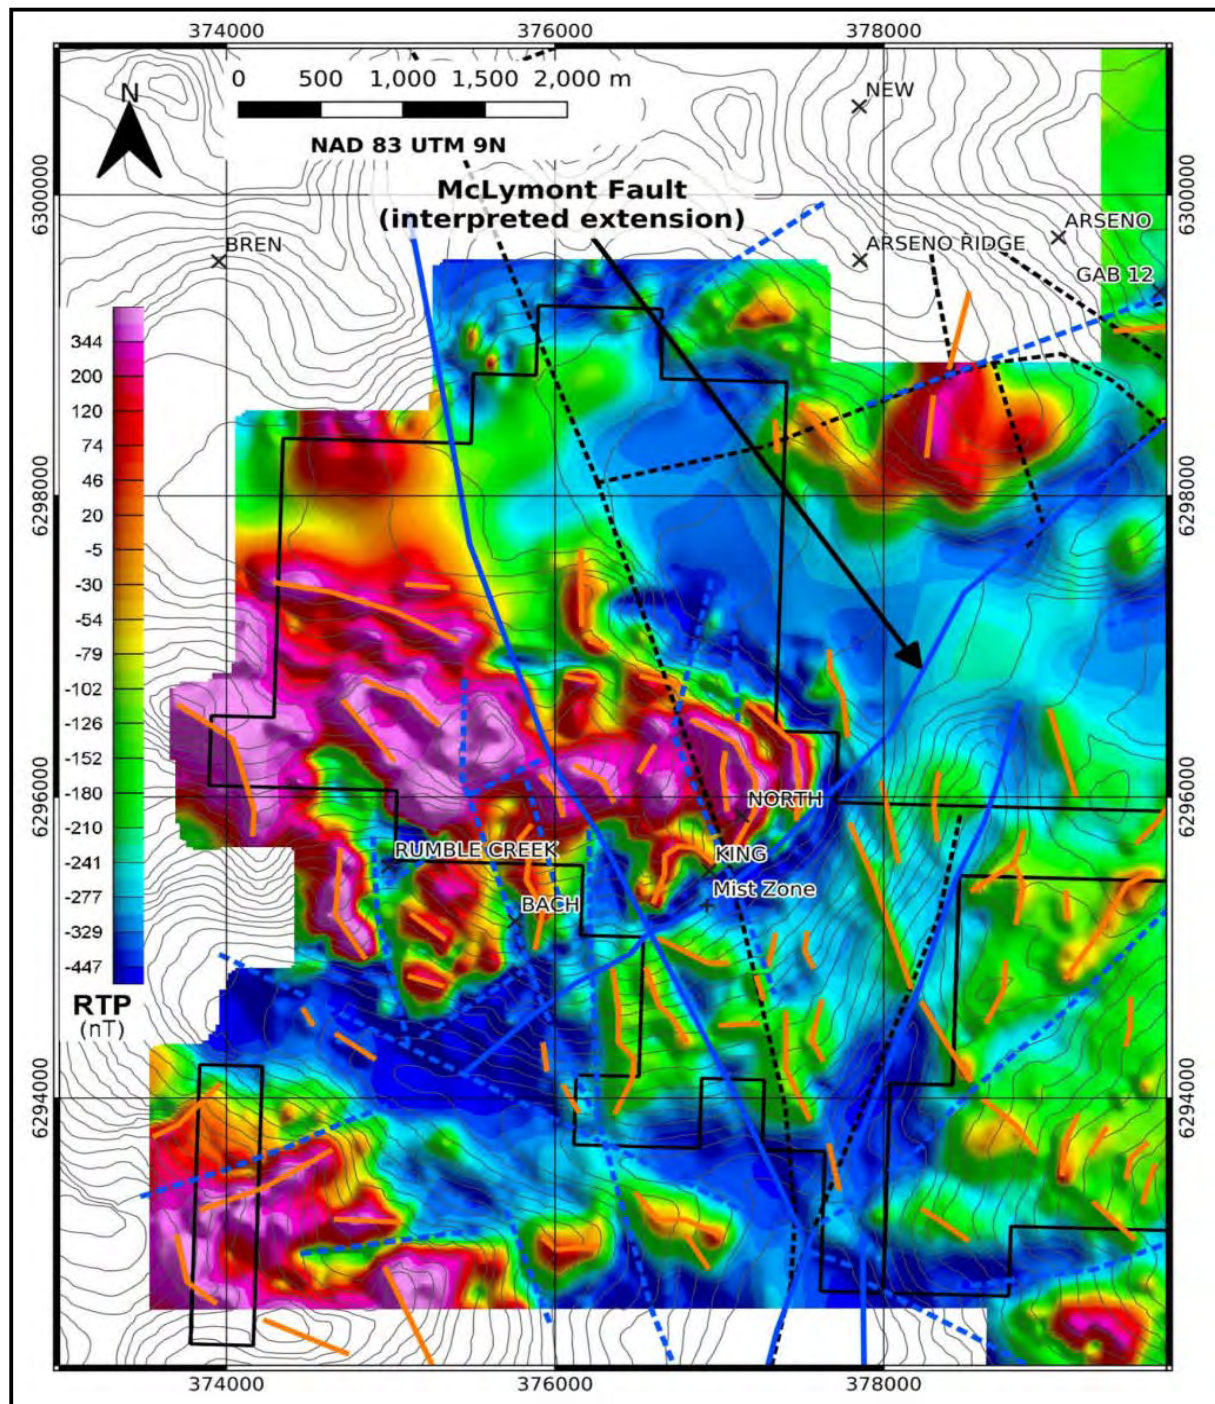 374000 376000 378000
N
0 500 1,000 1,500 2,000 m
NAD 83 UTM 9N
McLymont Fault
(interpreted extension)
NEW
BREN
ARSENO RIDGE
ARSENO
GAB 12
6300000 6300000
6298000 6298000
6296000 6296000
6294000 6294000
344
200
120
74
46
20
-5
-30
-54
-79
-102
-126
-152
-180
-210
-241
-277
-329
-447
RTP
(nT)
NORTH
KING
RUMBLE CREEK
Mist Zone
BACH
374000 376000 378000